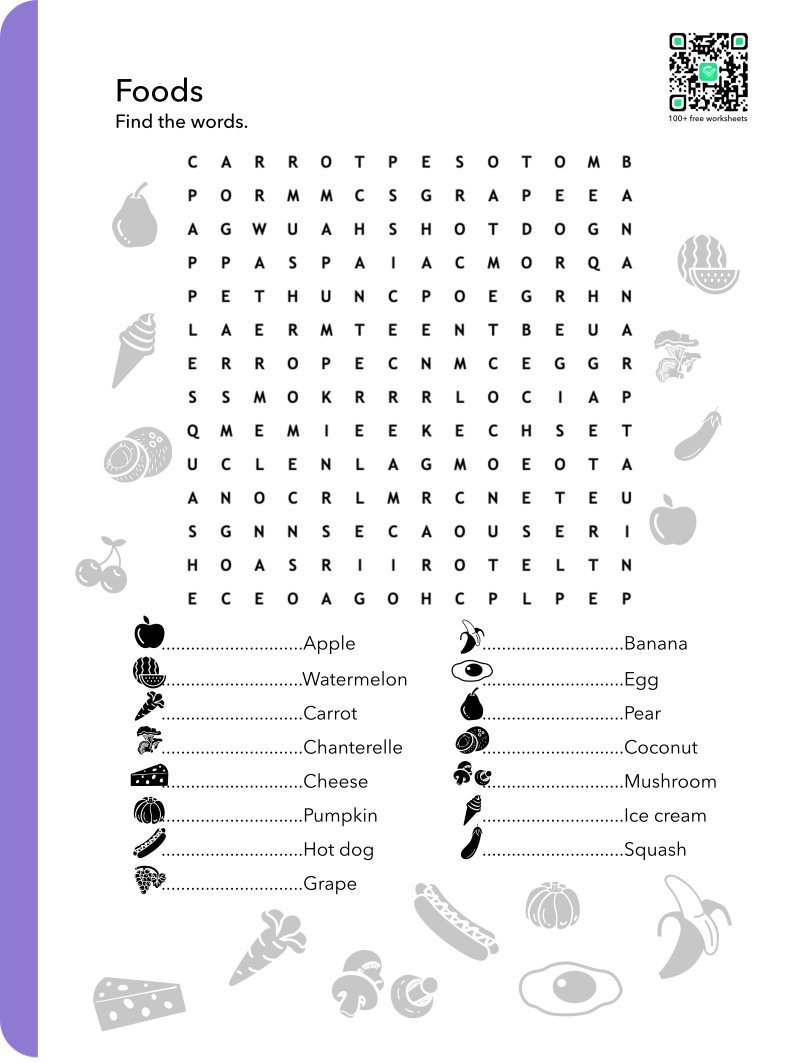 100+ free worksheets
Foods
Find the words.
C A R R O T P E S O T O M B
P O R M M C S G R A P E E A
A G W U A H S H O T D O G N
P P A S P A I A C M O R Q A
P E T H U N C P O E G R H N
L A E R M T E E N T B E U A
E R R O P E C N M C E G G R
S S M O K R R R L O C I A P
Q M E M I E E K E C H S E T
U C L E N L A G M O E O T A
A N O C R L M R C N E T E U
S G N N S E C A O U S E R I
H O A S R I I R O T E L T N
E C E O A G O H C P L P E P
.............................Apple
.............................Banana
.............................Watermelon
.............................Egg
.............................Carrot
.............................Pear
.............................Chanterelle
.............................Coconut
.............................Cheese
.............................Mushroom
.............................Pumpkin
.............................Ice cream
.............................Hot dog
.............................Squash
.............................Grape